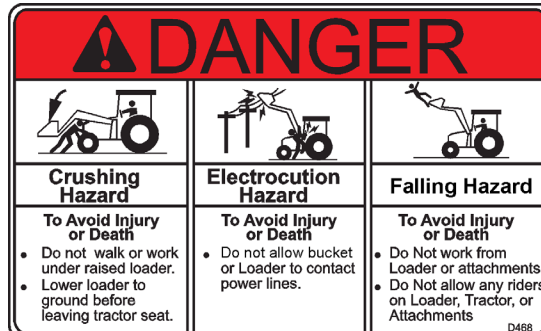 DANGER
Crushing
Hazard
To Avoid Injury
or Death
• Do not walk or work
under raised loader.
• Lower loader to
ground before
leaving tractor seat.
Electrocution
Hazard
To Avoid Injury
or Death
• Do not allow bucket
or Loader to contact
power lines.
Falling Hazard
To Avoid Injury
or Death
• Do Not work from
Loader or attachments
• Do Not allow any riders
on Loader, Tractor, or
Attachments
D468